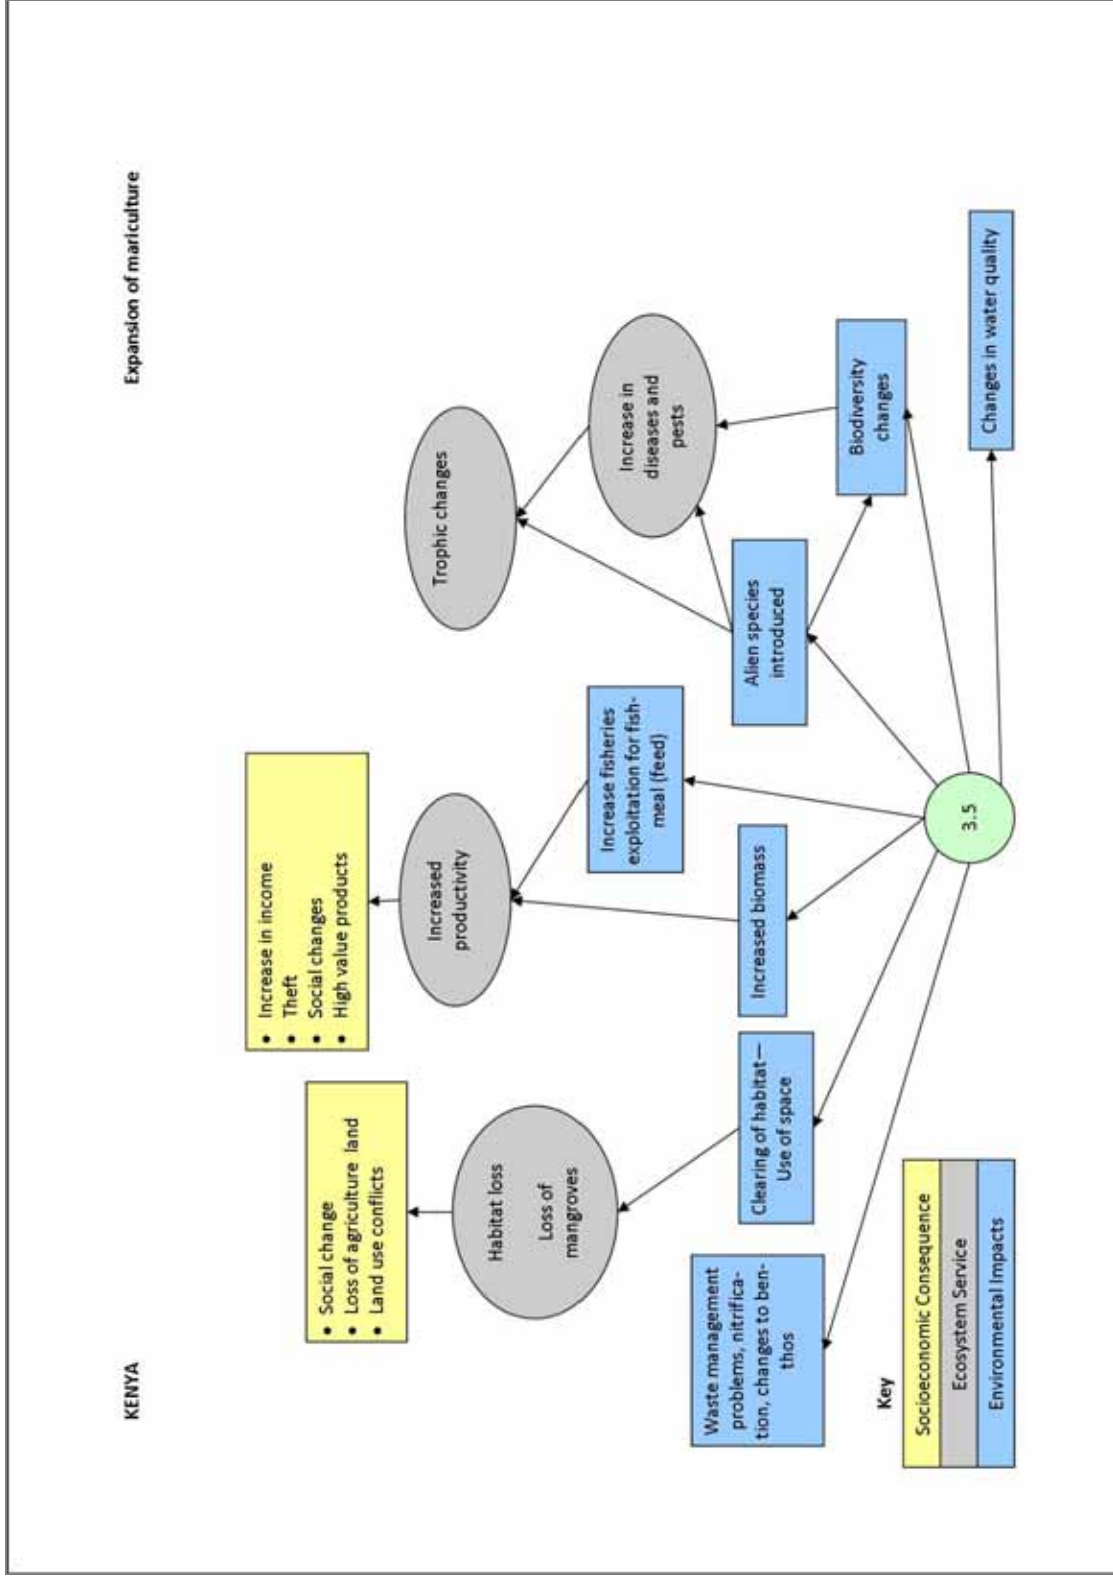 KENYA
Expansion of mariculture
• Social change
• Loss of agriculture land
• Land use conflicts
• Increase in income
• Theft
• Social changes
• High value products
Habitat loss
Loss of
mangroves
Increased
productivity
Trophic changes
Increase in
diseases and
pests
Waste management
problems, nitrifica-
tion, changes to ben-
thos
Clearing of habitat—
Use of space
Increased biomass
Increase fisheries
exploitation for fish-
meal (feed)
Alien species
introduced
Biodiversity
changes
Changes in water quality
3.5
Key
Socioeconomic Consequence
Ecosystem Service
Environmental Impacts